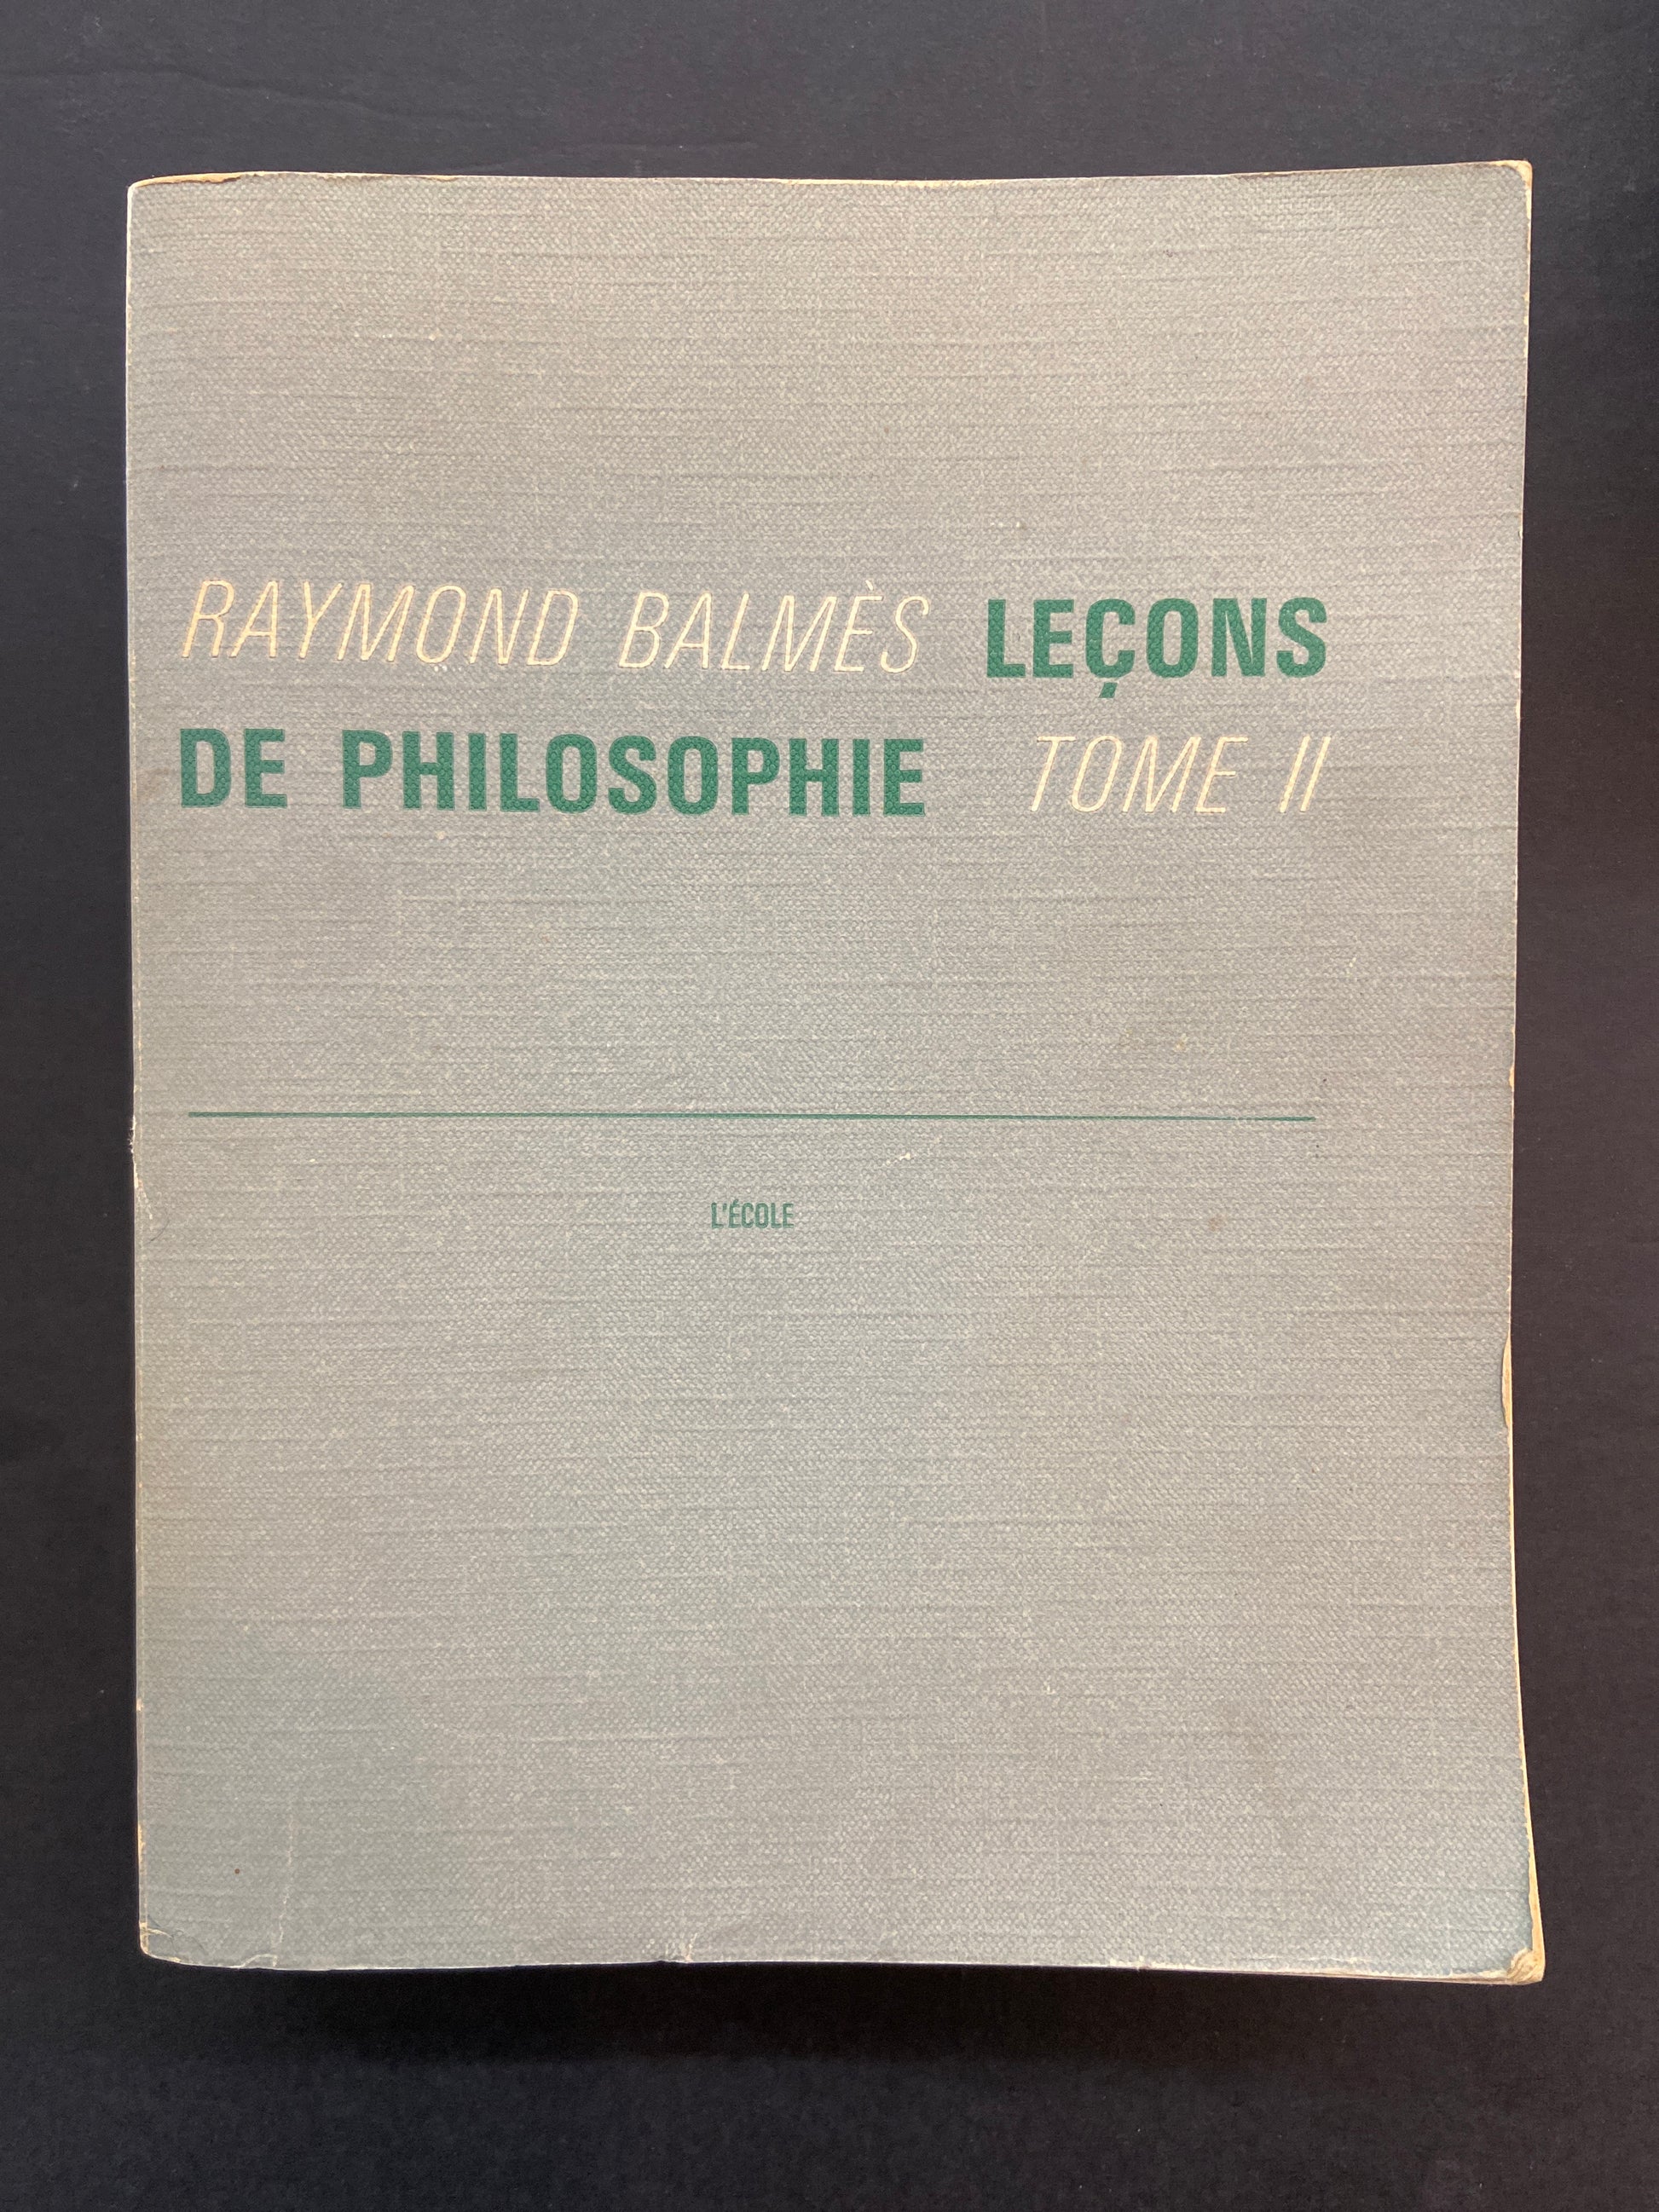 RAYMOND BALMÈS LEÇONS
DE PHILOSOPHIE TOME II
L'ÉCOLE